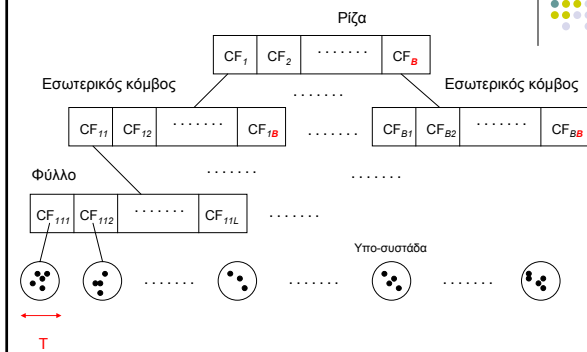 Ρίζα
CF1 CF2 ....... CFB
Εσωτερικός κόμβος ....... Εσωτερικός κόμβος
CF11 CF12 ....... CF1B ....... CFB1 CFB2 ....... CFBB
Φύλλο ....... .......
CF111 CF112 ....... CF11L .......
Υπο-συστάδα
....... ....... .......
T